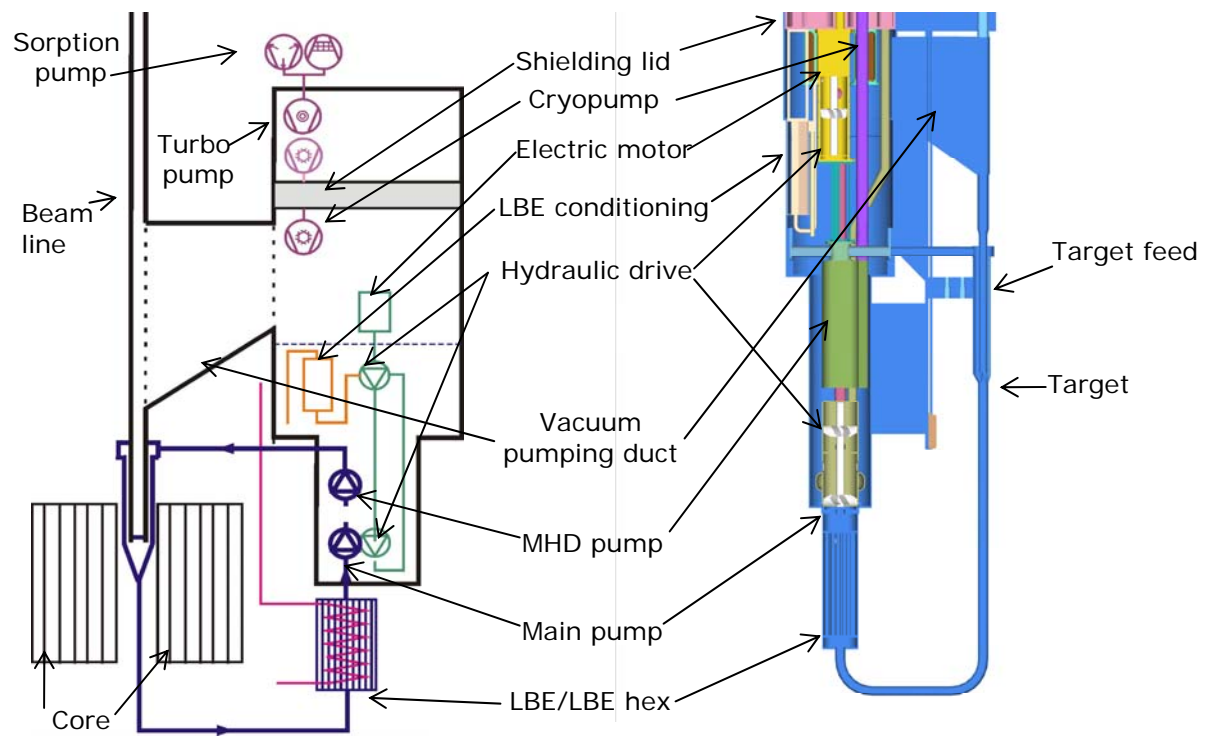 Sorption
pump
Shielding lid
Cryopump
Turbo
pump
Electric motor
Beam
line
LBE conditioning
Hydraulic drive
Target feed
Target
Vacuum
pumping duct
MHD pump
Main pump
LBE/LBE hex
Core